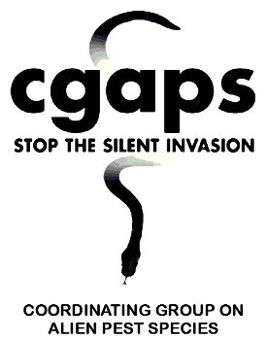 cgaps
STOP THE SILENT INVASION
COORDINATING GROUP ON
ALIEN PEST SPECIES